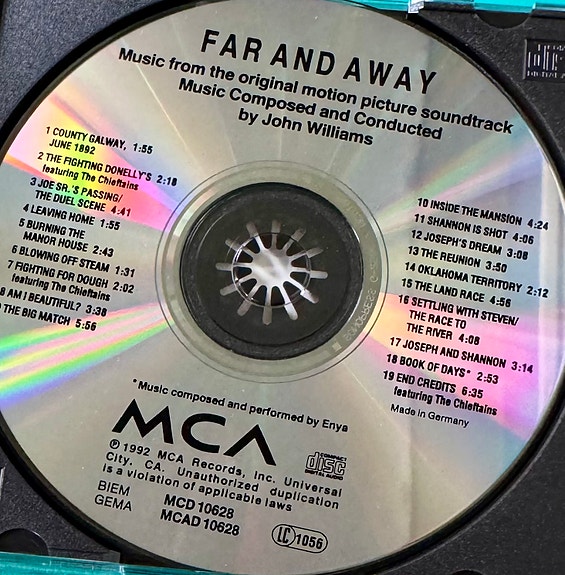 FAR AND AWAY
Music from the original motion picture soundtrack
Music Composed and Conducted
by John Williams
1 COUNTY GALWAY, 1:55
JUNE 1892
2 THE FIGHTING DONELLY'S 2:18
featuring The Chieftains
3 JOE SR.'S PASSING/
THE DUEL SCENE 4:41
4 LEAVING HOME 1:55
5 BURNING THE
MANOR HOUSE 2:43
6 BLOWING OFF STEAM 1:31
7 FIGHTING FOR DOUGH 2:02
featuring The Chieftains
8 AM I BEAUTIFUL? 3:38
THE BIG MATCH 5:56
10 INSIDE THE MANSION 4:24
11 SHANNON IS SHOT 4:06
12 JOSEPH'S DREAM 3:08
13 THE REUNION 3:50
14 OKLAHOMA TERRITORY 2:12
15 THE LAND RACE 4:56
16 SETTLING WITH STEVEN/
THE RACE TO
THE RIVER 4:08
17 JOSEPH AND SHANNON 3:14
18 BOOK OF DAYS* 2:53
19 END CREDITS 6:35
featuring The Chieftains
Made in Germany
*Music composed and performed by Enya
MCA
COMPACT
disc
DIGITAL AUDIO
℗ 1992 MCA Records, Inc. Universal
City, CA. Unauthorized duplication
is a violation of applicable laws
BIEM
GEMA
MCD 10628
MCAD 10628
LC 1056